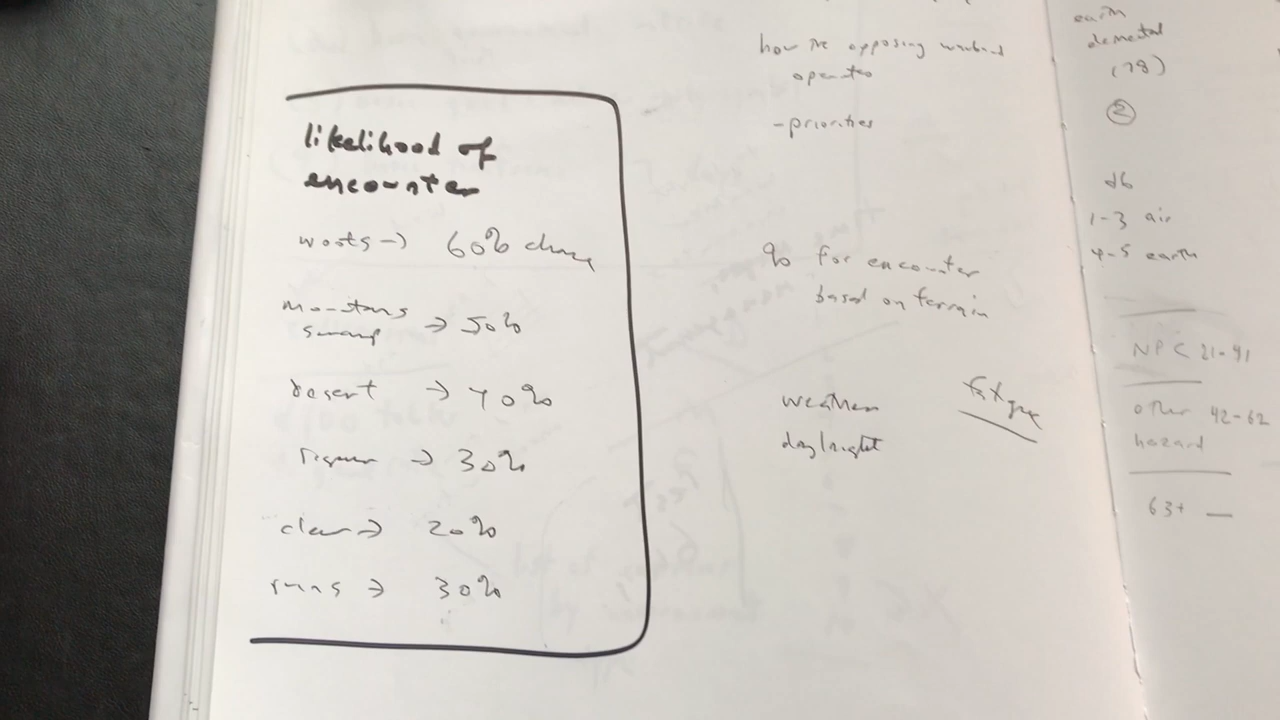 likelihood of
encounter
woods → 60% chance
mountains
swamp → 50%
desert → 40%
→ 30%
clear → 20%
ruins → 30%
how the opposing warband
operates
- priorities
% for encounter
based on terrain
weather
day/night
fatigue
earth
elemental
(78)
2
d6
1-3 air
4-5 earth
NPC 21-41
other 42-62
hazard
63+ —